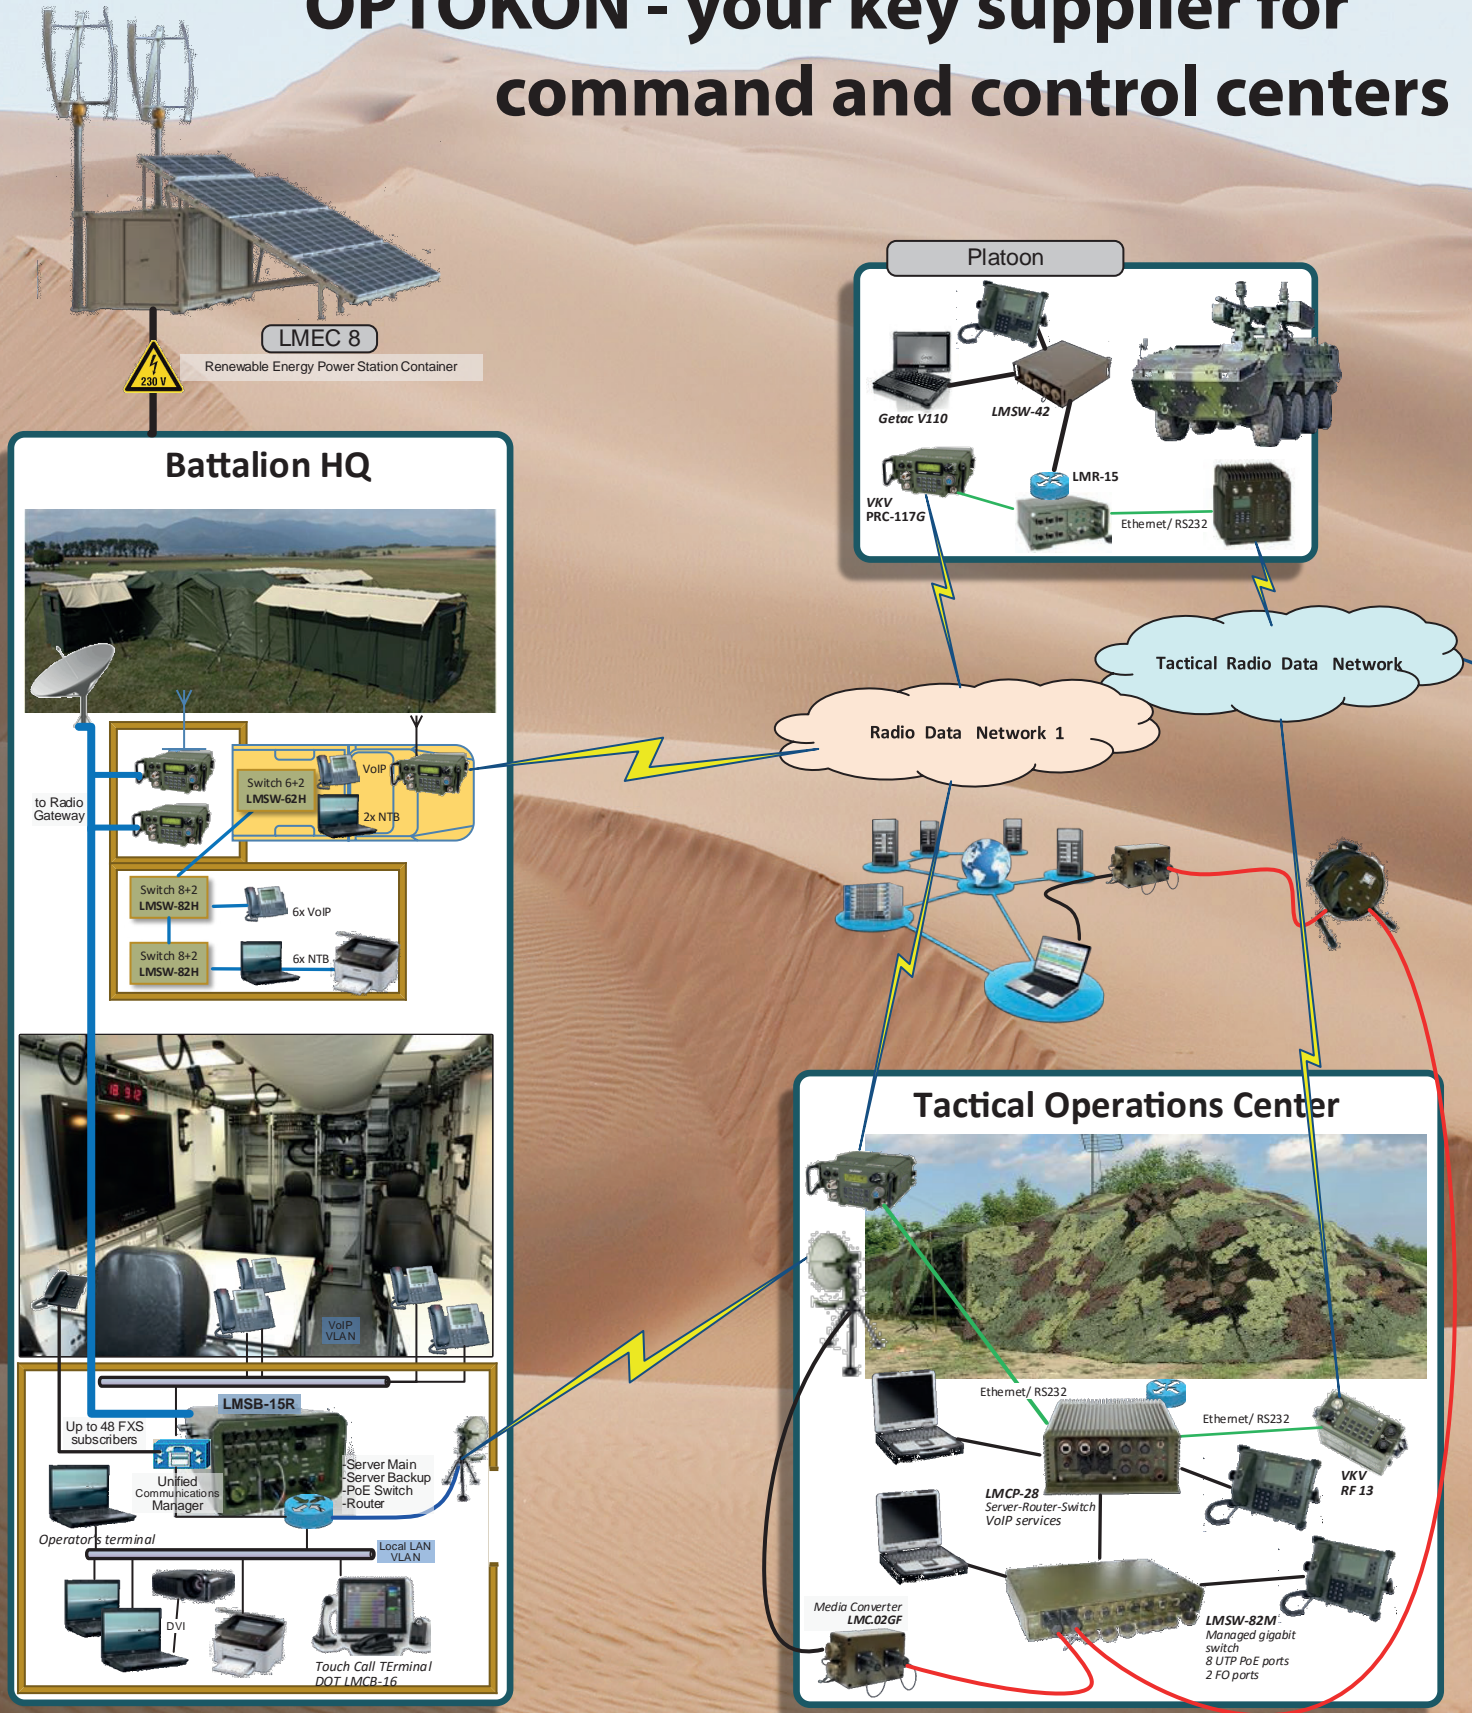 OPTOKON - your key supplier for
command and control centers
LMEC 8
Renewable Energy Power Station Container
230 V
Platoon
Getac V110
LMSW-42
LMR-15
VKV
PRC-117G
Ethernet/ RS232
Battalion HQ
Tactical Radio Data Network
Radio Data Network 1
to Radio
Gateway
Switch 6+2
LMSW-62H
VoIP
2x NTB
Switch 8+2
LMSW-82H
6x VoIP
Switch 8+2
LMSW-82H
6x NTB
18 9 12
VoIP
VLAN
LMSB-15R
Up to 48 FXS
subscribers
Unified
Communications
Manager
-Server Main
-Server Backup
-PoE Switch
-Router
Operator's terminal
Local LAN
VLAN
DVI
Touch Call TErminal
DOT LMCB-16
Tactical Operations Center
Ethernet/ RS232
Ethernet/ RS232
LMCP-28
Server-Router-Switch
VoIP services
VKV
RF 13
Media Converter
LMC.02GF
LMSW-82M
Managed gigabit
switch
8 UTP PoE ports
2 FO ports